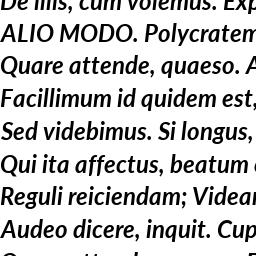 De illis, cum volemus. Exp
ALIO MODO. Polycratem
Quare attende, quaeso. A
Facillimum id quidem est,
Sed videbimus. Si longus,
Qui ita affectus, beatum
Reguli reiciendam; Videar
Audeo dicere, inquit. Cup